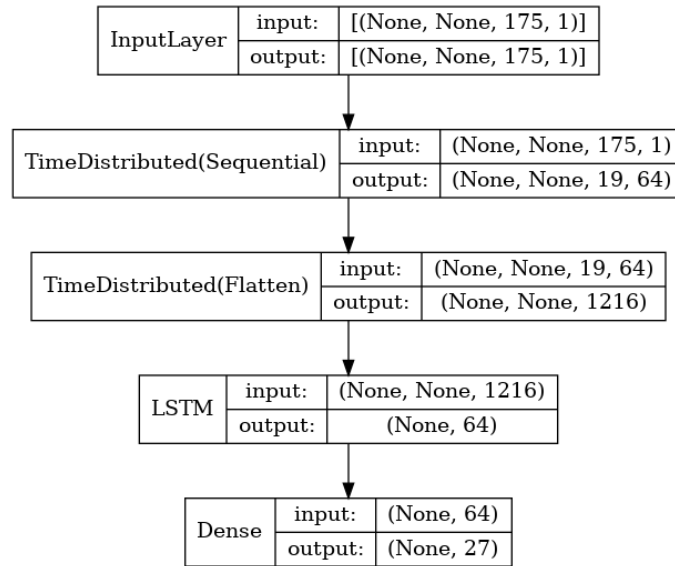 InputLayer
input: [(None, None, 175, 1)]
output: [(None, None, 175, 1)]
TimeDistributed(Sequential)
input: (None, None, 175, 1)
output: (None, None, 19, 64)
TimeDistributed(Flatten)
input: (None, None, 19, 64)
output: (None, None, 1216)
LSTM
input: (None, None, 1216)
output: (None, 64)
Dense
input: (None, 64)
output: (None, 27)